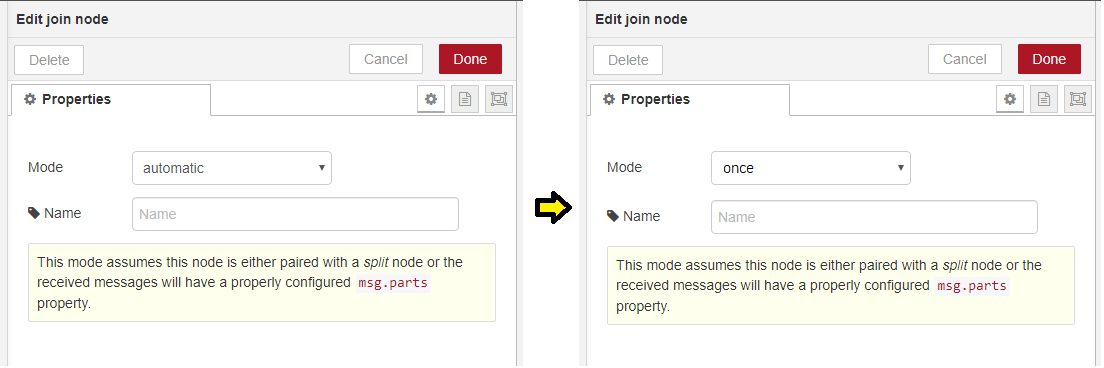 Edit join node
Delete
Cancel
Done
Properties
Mode
automatic
Name
Name
This mode assumes this node is either paired with a split node or the
received messages will have a properly configured msg.parts
property.
Edit join node
Delete
Cancel
Done
Properties
Mode
once
Name
Name
This mode assumes this node is either paired with a split node or the
received messages will have a properly configured msg.parts
property.